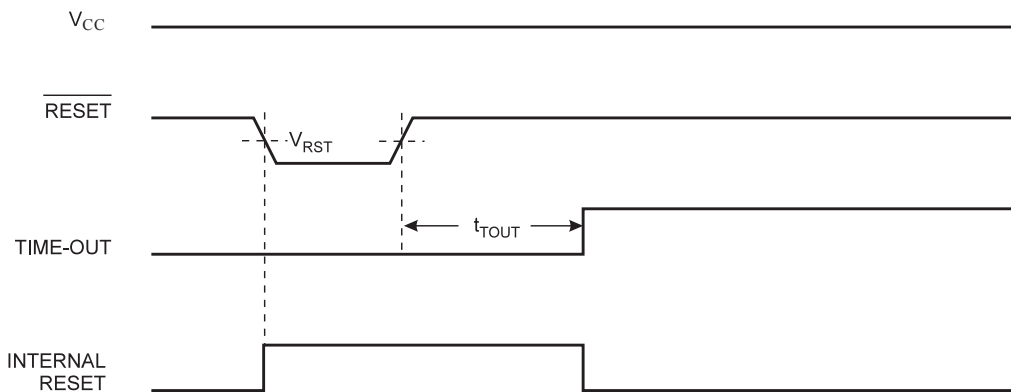 VCC
RESET
VRST
tTOUT
TIME-OUT
INTERNAL
RESET